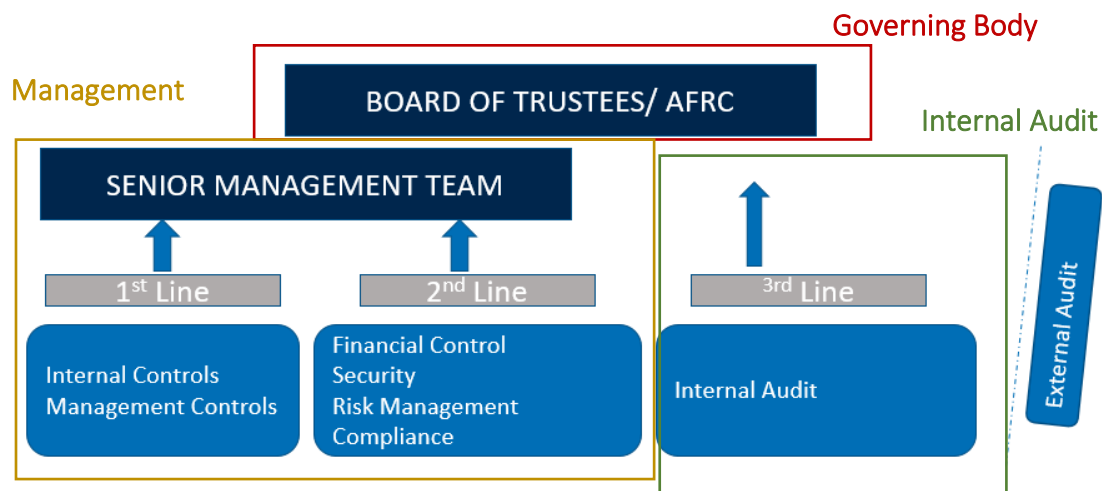 Governing Body
Management
BOARD OF TRUSTEES/ AFRC
Internal Audit
SENIOR MANAGEMENT TEAM
1st Line
2nd Line
3rd Line
Internal Controls
Management Controls
Financial Control
Security
Risk Management
Compliance
Internal Audit
External Audit